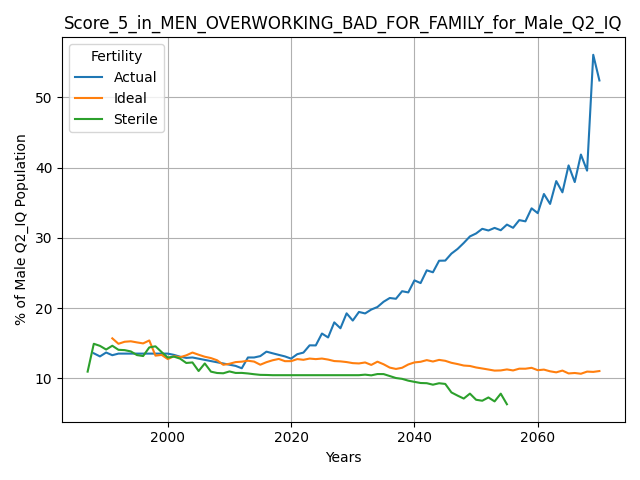 Score_5_in_MEN_OVERWORKING_BAD_FOR_FAMILY_for_Male_Q2_IQ
Fertility
Actual
Ideal
Sterile
% of Male Q2_IQ Population
50
40
30
20
10
2000
2020
2040
2060
Years